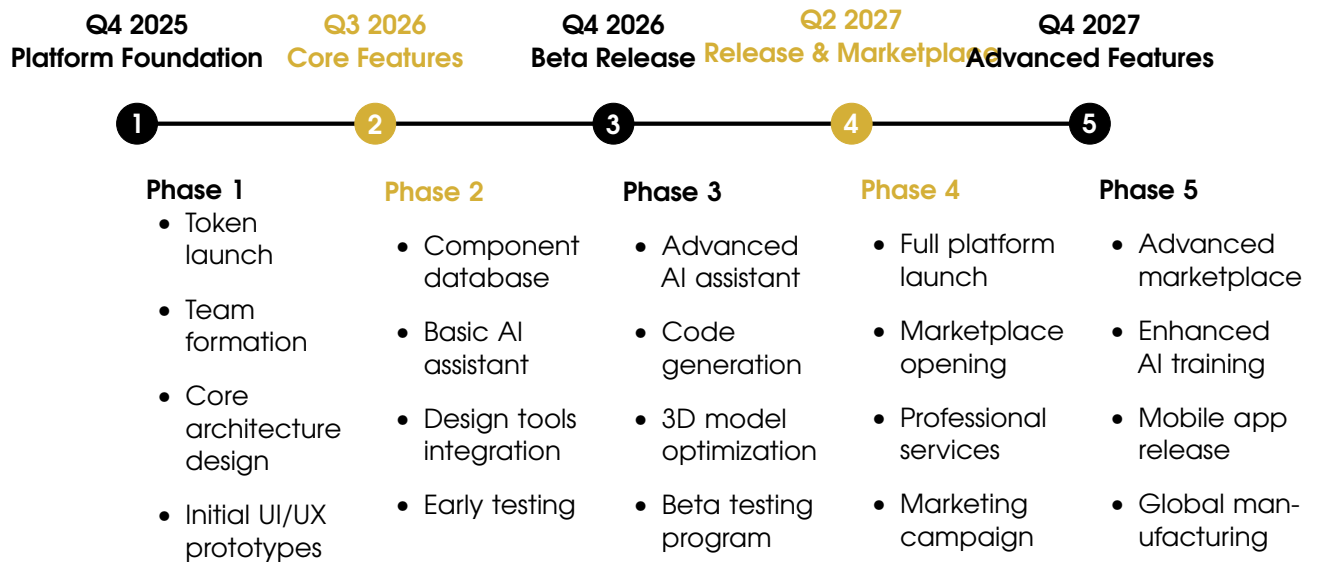 Q4 2025
Platform Foundation
Q3 2026
Core Features
Q4 2026
Beta Release
Q2 2027
Release & Marketplace
Q4 2027
Advanced Features
1
2
3
4
5
Phase 1
• Token
launch
• Team
formation
• Core
architecture
design
• Initial UI/UX
prototypes
Phase 2
• Component
database
• Basic AI
assistant
• Design tools
integration
• Early testing
Phase 3
• Advanced
AI assistant
• Code
generation
• 3D model
optimization
• Beta testing
program
Phase 4
• Full platform
launch
• Marketplace
opening
• Professional
services
• Marketing
campaign
Phase 5
• Advanced
marketplace
• Enhanced
AI training
• Mobile app
release
• Global man-
ufacturing